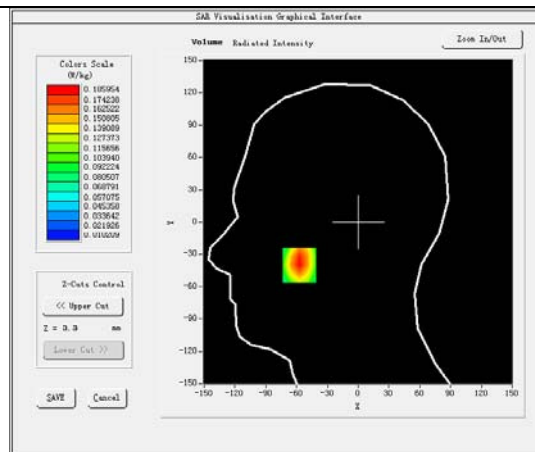 SAR Visualisation Graphical Interface
Volume Radiated Intensity
Zoom In/Out
Colors Scale
(W/kg)
0.185954
0.174238
0.162522
0.150805
0.139089
0.127373
0.115656
0.103940
0.092224
0.080507
0.068791
0.057075
0.045358
0.033642
0.021926
0.010209
150
120
90
60
30
0
-30
-60
-90
-120
-150
Y
-150 -120 -90 -60 -30 0 30 60 90 120 150
X
Z-Cuts Control
<< Upper Cut
Z = 3.3 mm
Lower Cut >>
SAVE Cancel